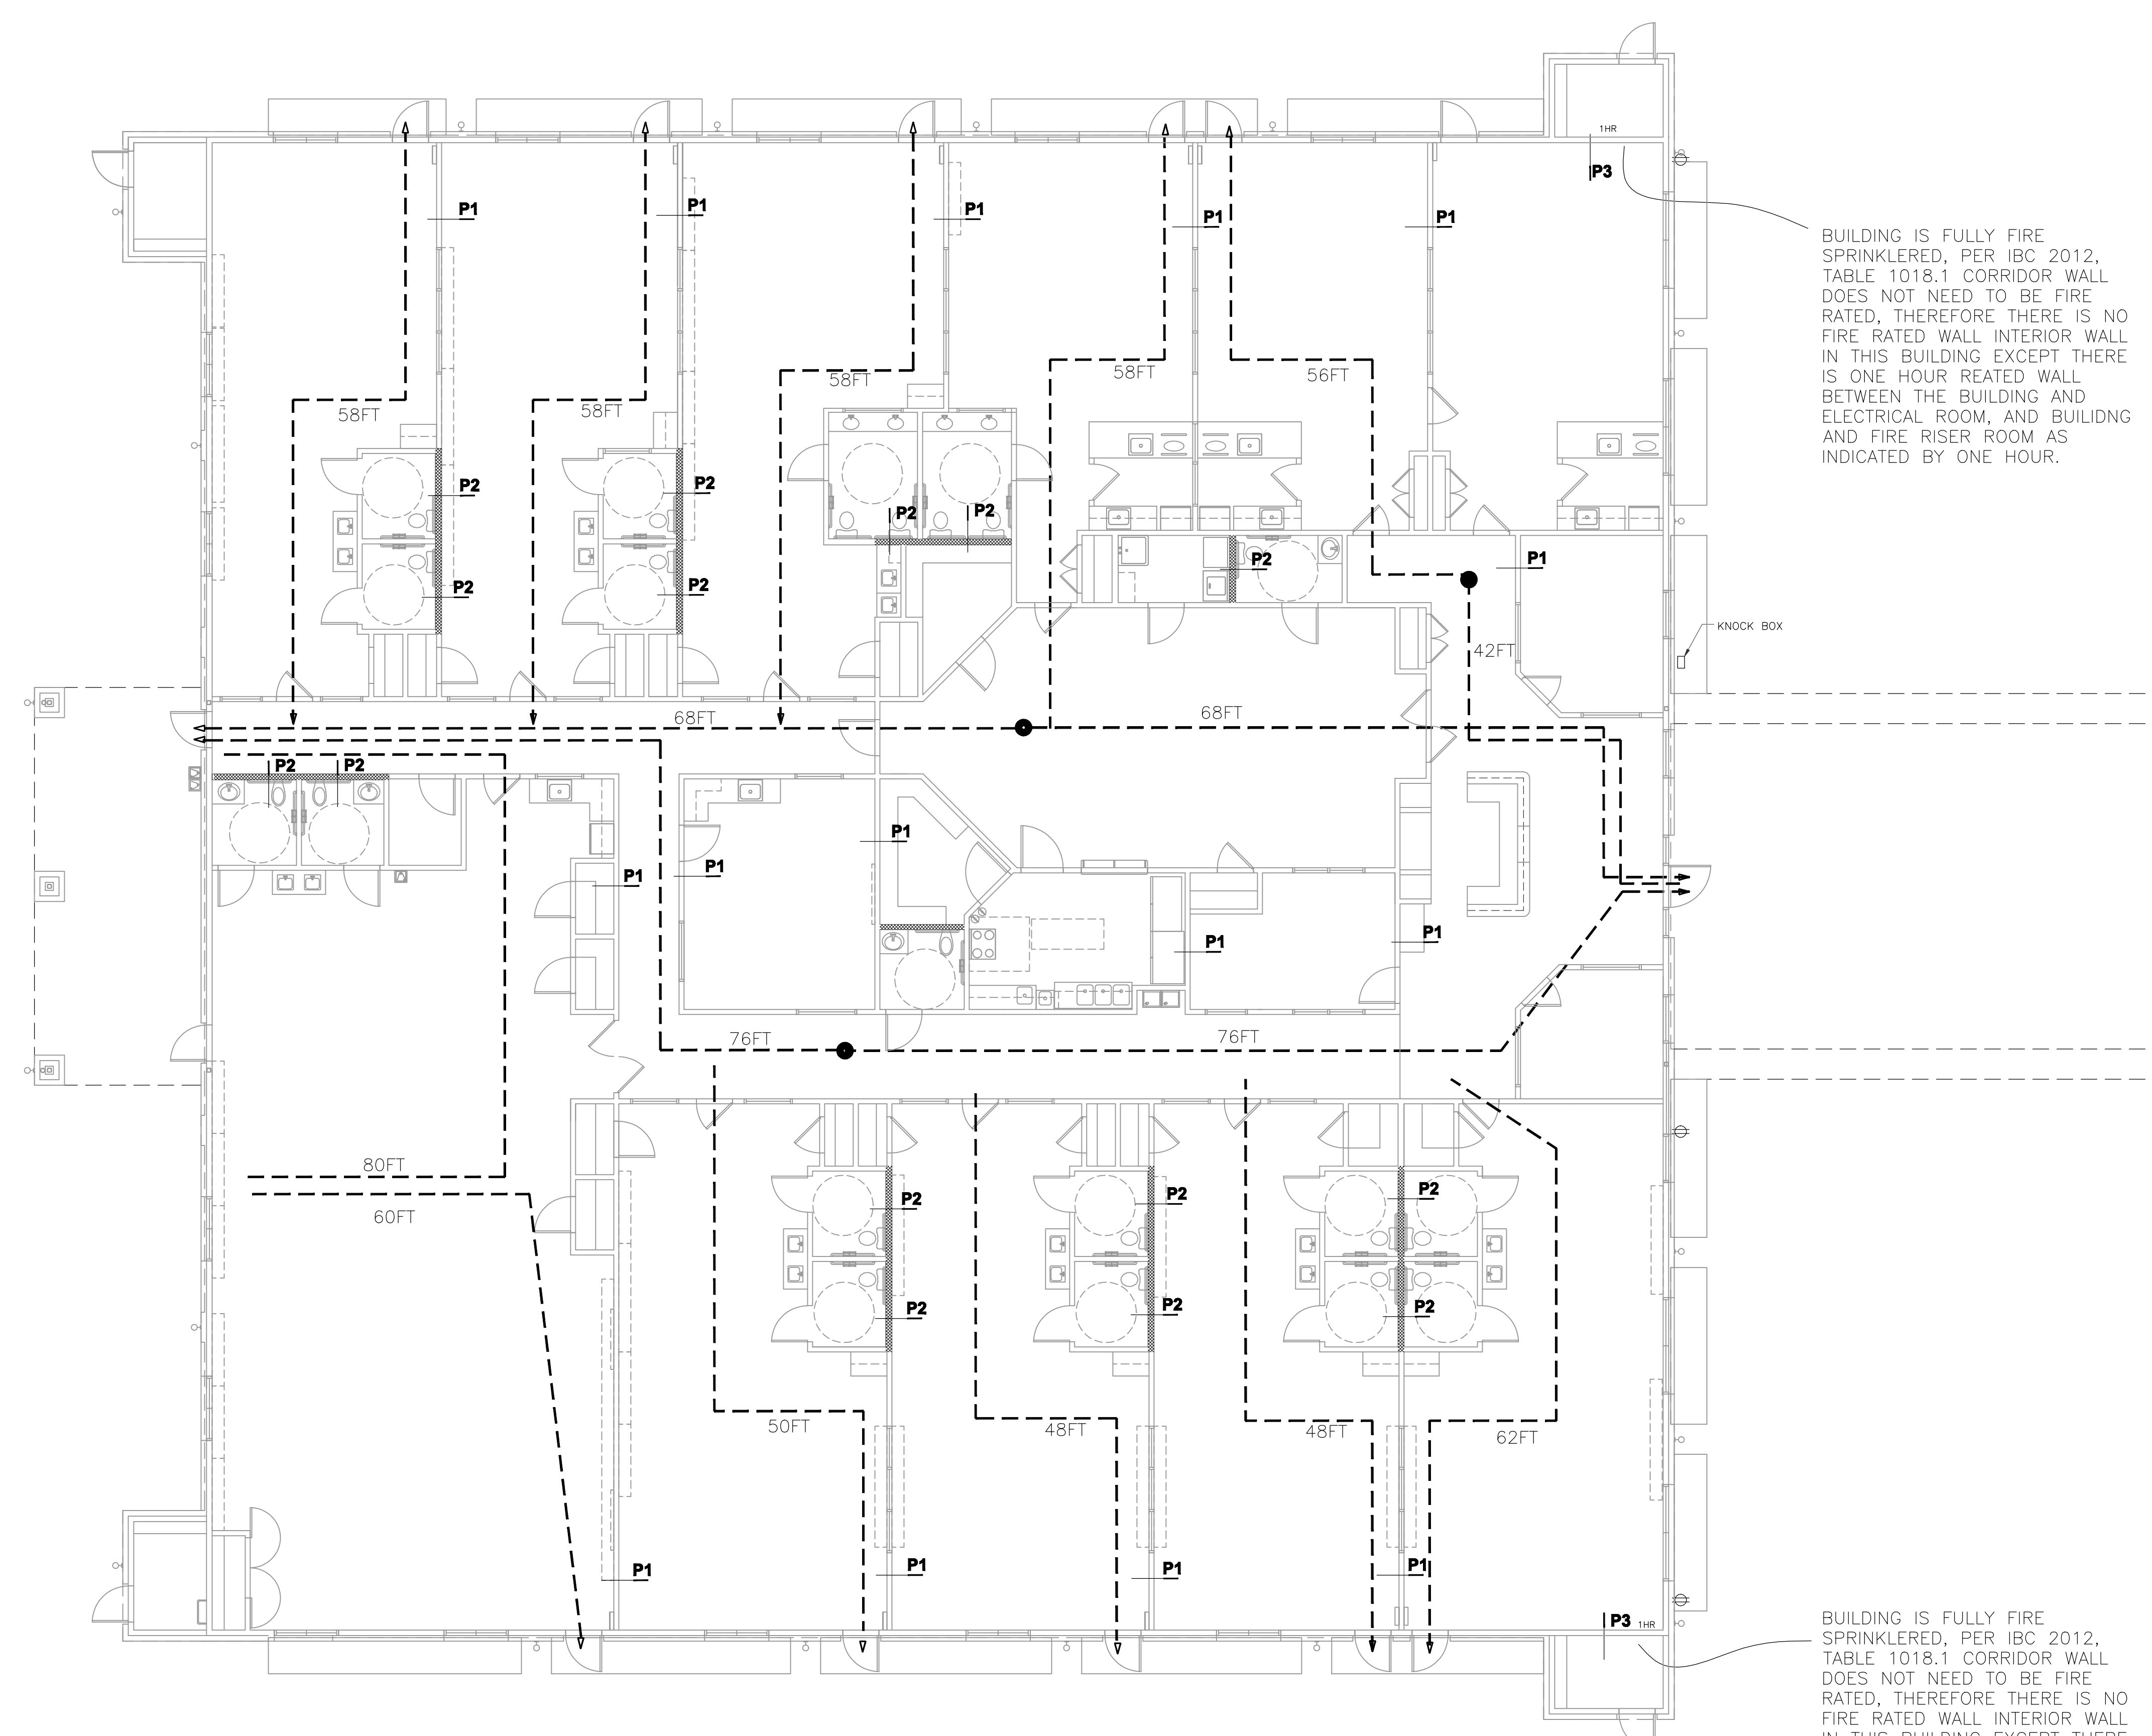 1HR
P3
P1
P1
P1
P1
P1
BUILDING IS FULLY FIRE
SPRINKLERED, PER IBC 2012,
TABLE 1018.1 CORRIDOR WALL
DOES NOT NEED TO BE FIRE
RATED, THEREFORE THERE IS NO
FIRE RATED WALL INTERIOR WALL
IN THIS BUILDING EXCEPT THERE
IS ONE HOUR REATED WALL
BETWEEN THE BUILDING AND
ELECTRICAL ROOM, AND BUILIDNG
AND FIRE RISER ROOM AS
INDICATED BY ONE HOUR.
58FT
58FT
58FT
58FT
56FT
P2
P2
P2
P2
P2
P2
P2
P1
KNOCK BOX
42FT
68FT
68FT
P2
P2
P1
P1
P1
P1
P1
76FT
76FT
80FT
60FT
P2
P2
P2
P2
P2
P2
50FT
48FT
48FT
62FT
P1
P1
P1
P1
P3
1HR
BUILDING IS FULLY FIRE
SPRINKLERED, PER IBC 2012,
TABLE 1018.1 CORRIDOR WALL
DOES NOT NEED TO BE FIRE
RATED, THEREFORE THERE IS NO
FIRE RATED WALL INTERIOR WALL
IN THIS BUILDING EXCEPT THERE